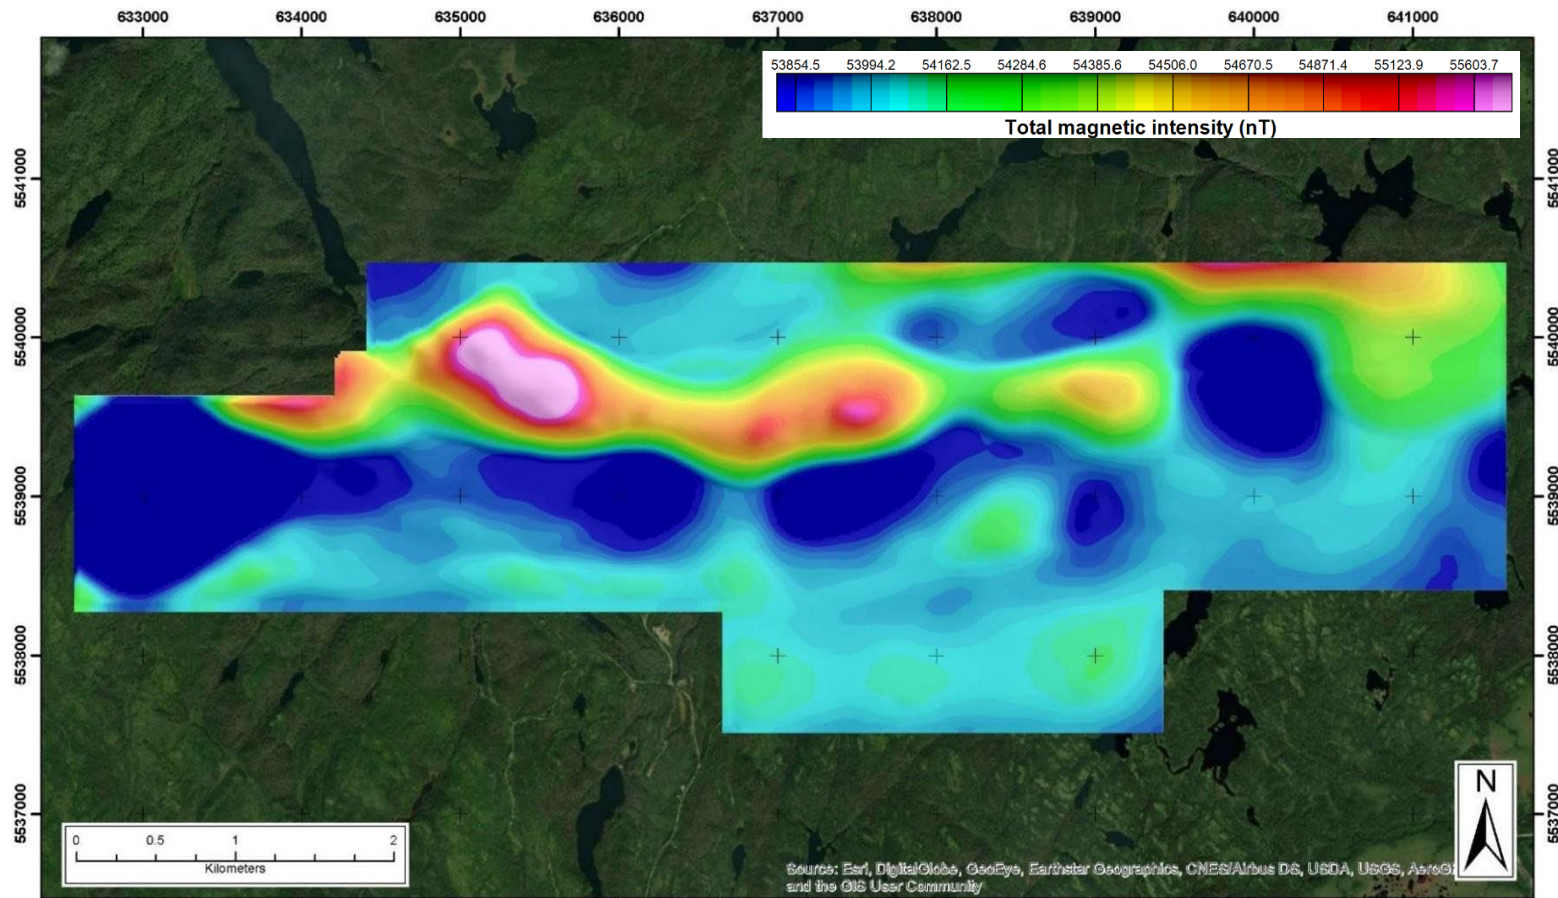 633000 634000 635000 636000 637000 638000 639000 640000 641000
53854.5 53994.2 54162.5 54284.6 54385.6 54506.0 54670.5 54871.4 55123.9 55603.7
Total magnetic intensity (nT)
5541000 5541000
5540000 5540000
5539000 5539000
5538000 5538000
5537000 5537000
N
0 0.5 1 2
Kilometers
Source: Esri, DigitalGlobe, GeoEye, Earthstar Geographics, CNES/Airbus DS, USDA, USGS, AeroG
and the GIS User Community